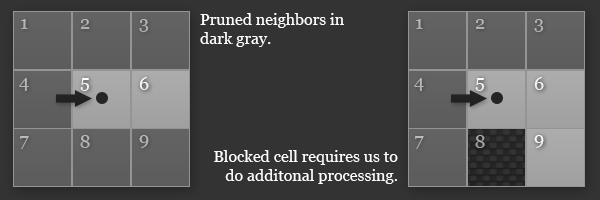 1 2 3
4 5 6
7 8 9
Pruned neighbors in
dark gray.
Blocked cell requires us to
do additonal processing.
1 2 3
4 5 6
7 8 9